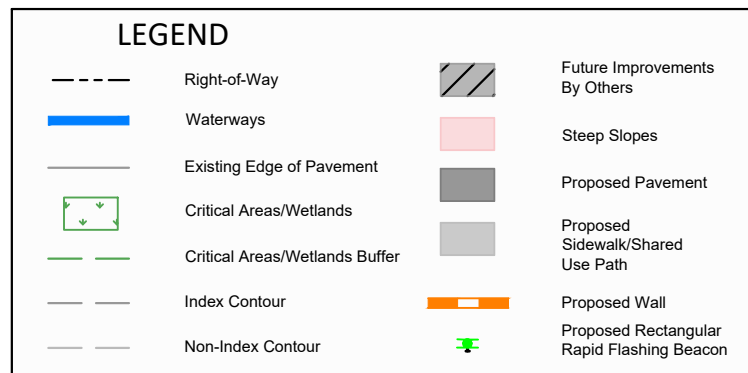 LEGEND
Right-of-Way
Waterways
Existing Edge of Pavement
Critical Areas/Wetlands
Critical Areas/Wetlands Buffer
Index Contour
Non-Index Contour
Future Improvements
By Others
Steep Slopes
Proposed Pavement
Proposed
Sidewalk/Shared
Use Path
Proposed Wall
Proposed Rectangular
Rapid Flashing Beacon